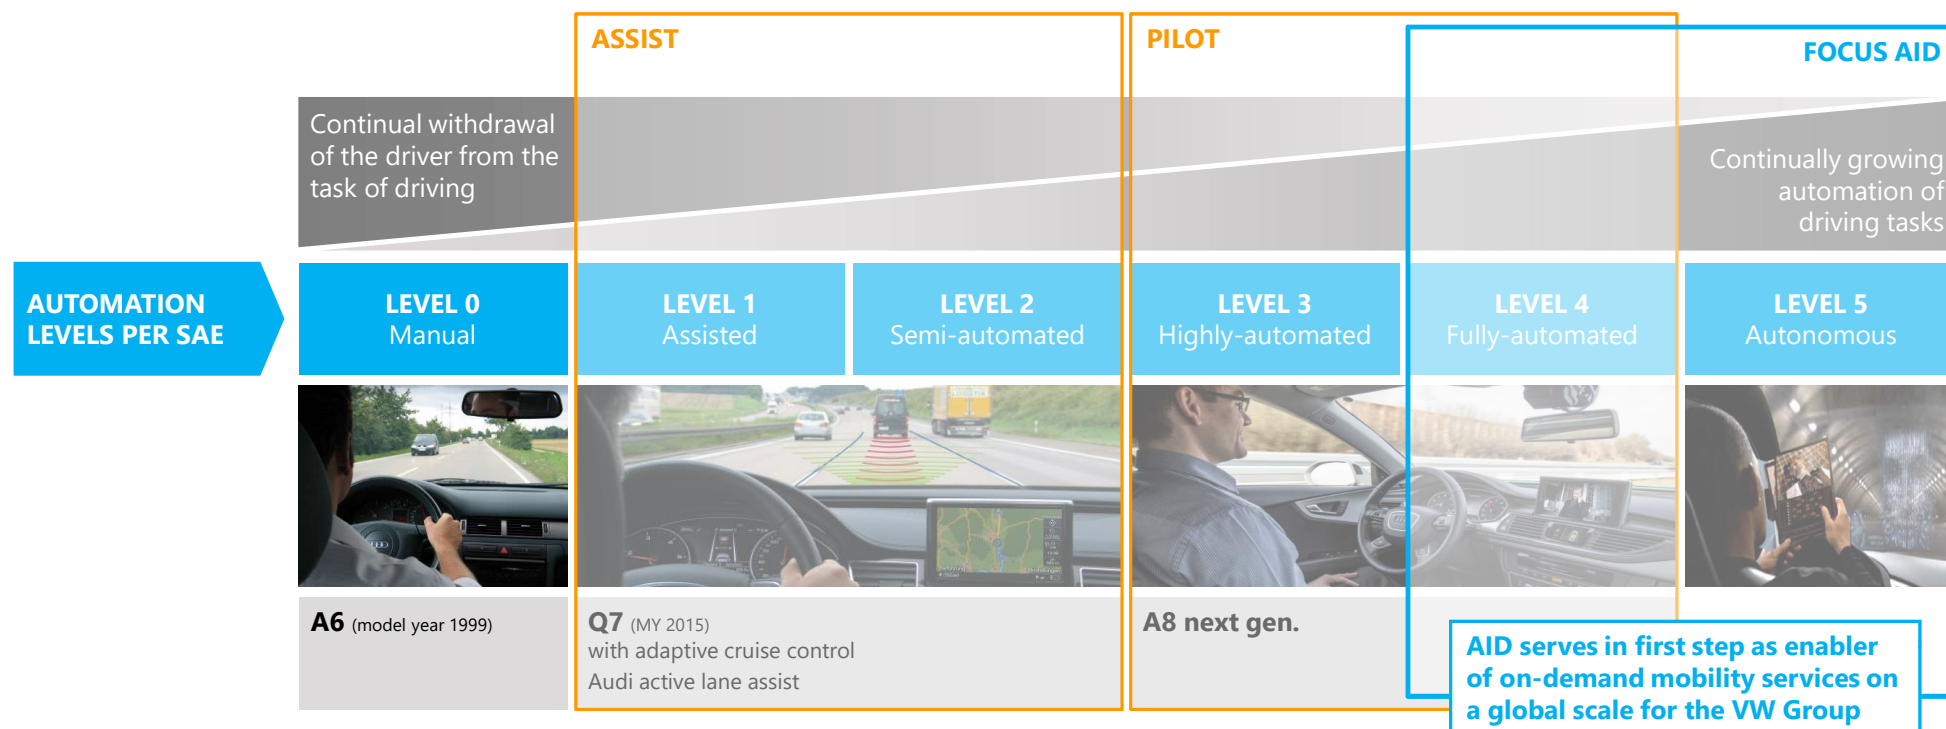 ASSIST
PILOT
FOCUS AID
Continual withdrawal
of the driver from the
task of driving
Continually growing
automation of
driving tasks
AUTOMATION
LEVELS PER SAE
LEVEL 0
Manual
LEVEL 1
Assisted
LEVEL 2
Semi-automated
LEVEL 3
Highly-automated
LEVEL 4
Fully-automated
LEVEL 5
Autonomous
A6 (model year 1999)
Q7 (MY 2015)
with adaptive cruise control
Audi active lane assist
A8 next gen.
AID serves in first step as enabler
of on-demand mobility services on
a global scale for the VW Group